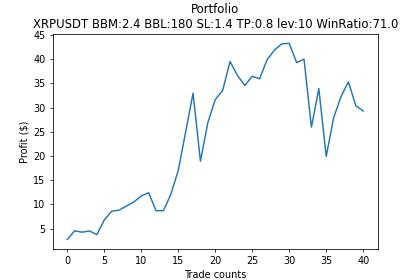 Portfolio
XRPUSDT BBM:2.4 BBL:180 SL:1.4 TP:0.8 lev:10 WinRatio:71.0
45
40
35
30
25
20
15
10
5
Profit ($)
0 5 10 15 20 25 30 35 40
Trade counts